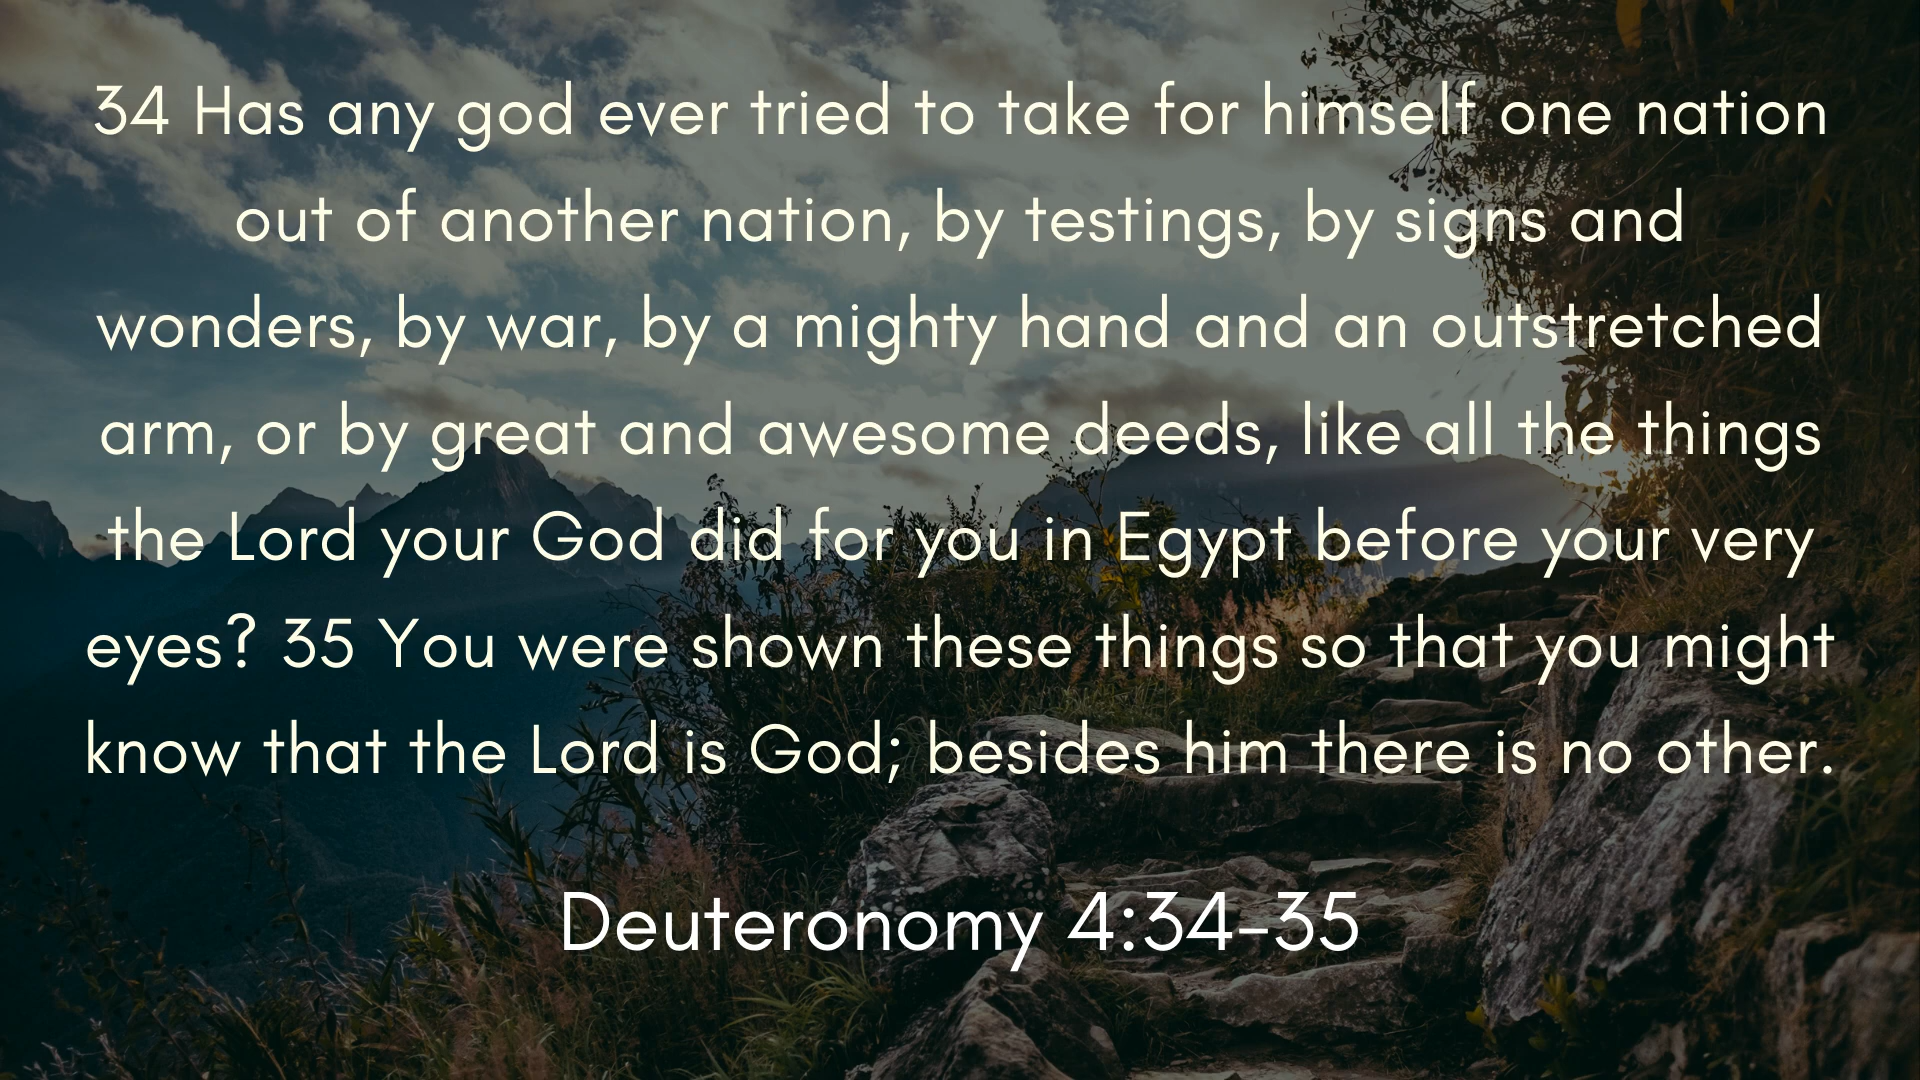 34 Has any god ever tried to take for himself one nation
out of another nation, by testings, by signs and
wonders, by war, by a mighty hand and an outstretched
arm, or by great and awesome deeds, like all the things
the Lord your God did for you in Egypt before your very
eyes? 35 You were shown these things so that you might
know that the Lord is God; besides him there is no other.
Deuteronomy 4:34-35